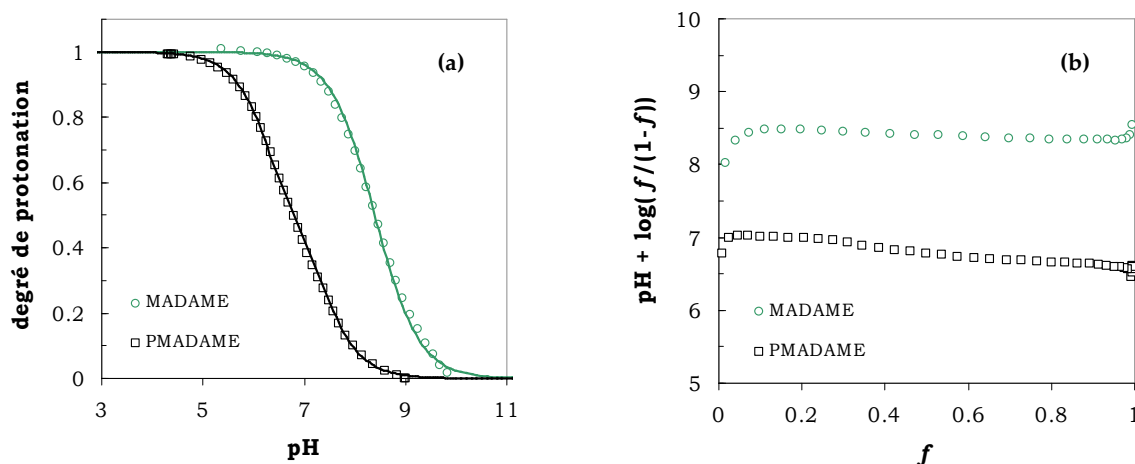 (a)
degré de protonation
1
0.8
0.6
0.4
0.2
0
MADAME
PMADAME
3 5 7 9 11
pH
(b)
pH + log(f/(1-f))
10
9
8
7
6
5
MADAME
PMADAME
0 0.2 0.4 0.6 0.8 1
f